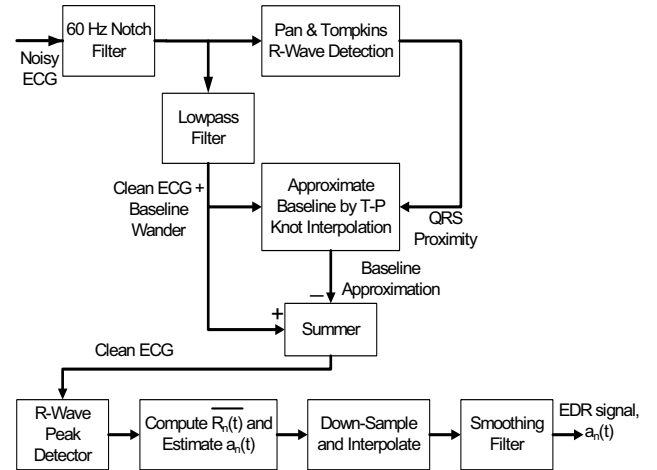 60 Hz Notch
Filter
Pan & Tompkins
R-Wave Detection
Noisy
ECG
Lowpass
Filter
Clean ECG +
Baseline
Wander
Approximate
Baseline by T-P
Knot Interpolation
QRS
Proximity
Baseline
Approximation
–
+
Summer
Clean ECG
R-Wave
Peak
Detector
Compute R̅n̅(̅t̅)̅ and
Estimate an(t)
Down-Sample
and Interpolate
Smoothing
Filter
EDR signal,
an(t)